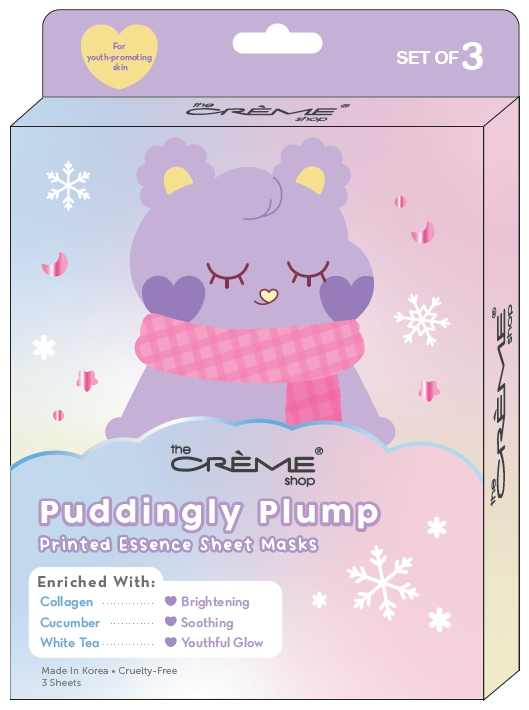 For
youth-promoting
skin
SET OF 3
the
CRÈME®
shop
the
CRÈME®
shop
the
CRÈME®
shop
Puddingly Plump
Printed Essence Sheet Masks
Enriched With:
Collagen ............. Brightening
Cucumber ............. Soothing
White Tea ............. Youthful Glow
Made In Korea • Cruelty-Free
3 Sheets